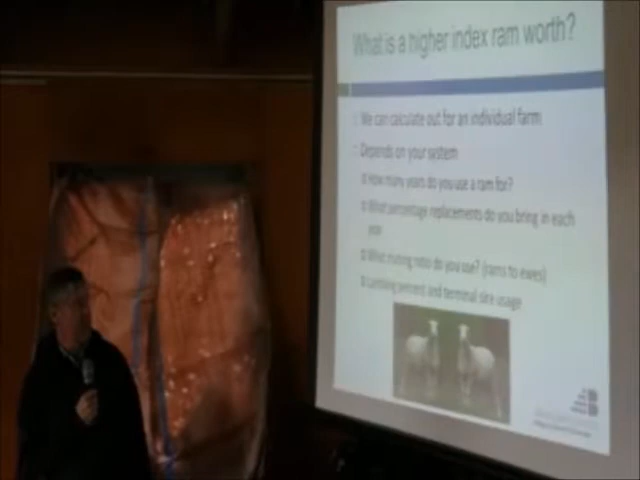 What is a higher index ram worth?
We can calculate out for an individual farm
Depends on your system
How many years do you use a ram for?
What percentage replacements do you bring in each
year
What mating ratio do you use? (rams to ewes)
Lambing percent and terminal sire usage